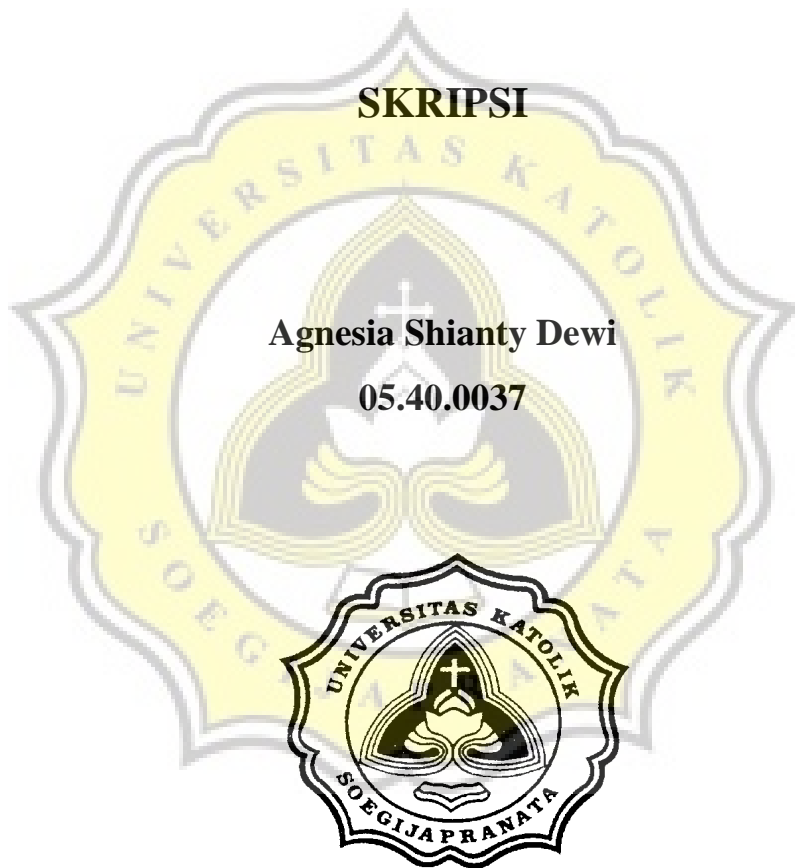 SKRIPSI
UNIVERSITAS KATOLIK
Agnesia Shianty Dewi
05.40.0037
SOEGIJAPRANATA
UNIVERSITAS KATOLIK
SOEGIJAPRANATA